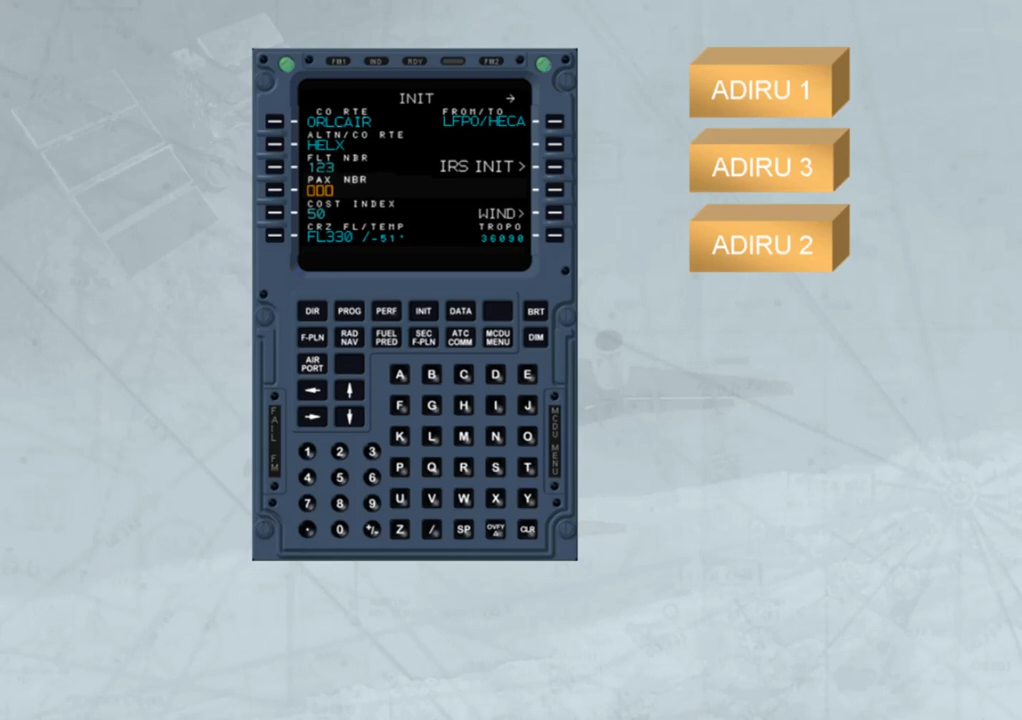 FM1 IND RDY FM2
INIT →
CO RTE FROM/TO
ORLCAIR LFPO/HECA
ALTN/CO RTE
HELX
FLT NBR
123 IRS INIT>
PAX NBR
000
COST INDEX
50 WIND>
CRZ FL/TEMP TROPO
FL330 /-51° 36090
DIR PROG PERF INIT DATA BRT
F-PLN RAD NAV FUEL PRED SEC F-PLN ATC COMM MCDU MENU DIM
AIR PORT
← ↑
→ ↓
A B C D E
F G H I J
K L M N O
P Q R S T
U V W X Y
Z / SP OVFY Δ CLR
1 2 3
4 5 6
7 8 9
. 0 +/-
FAIL FM
MCDU MENU
ADIRU 1
ADIRU 3
ADIRU 2